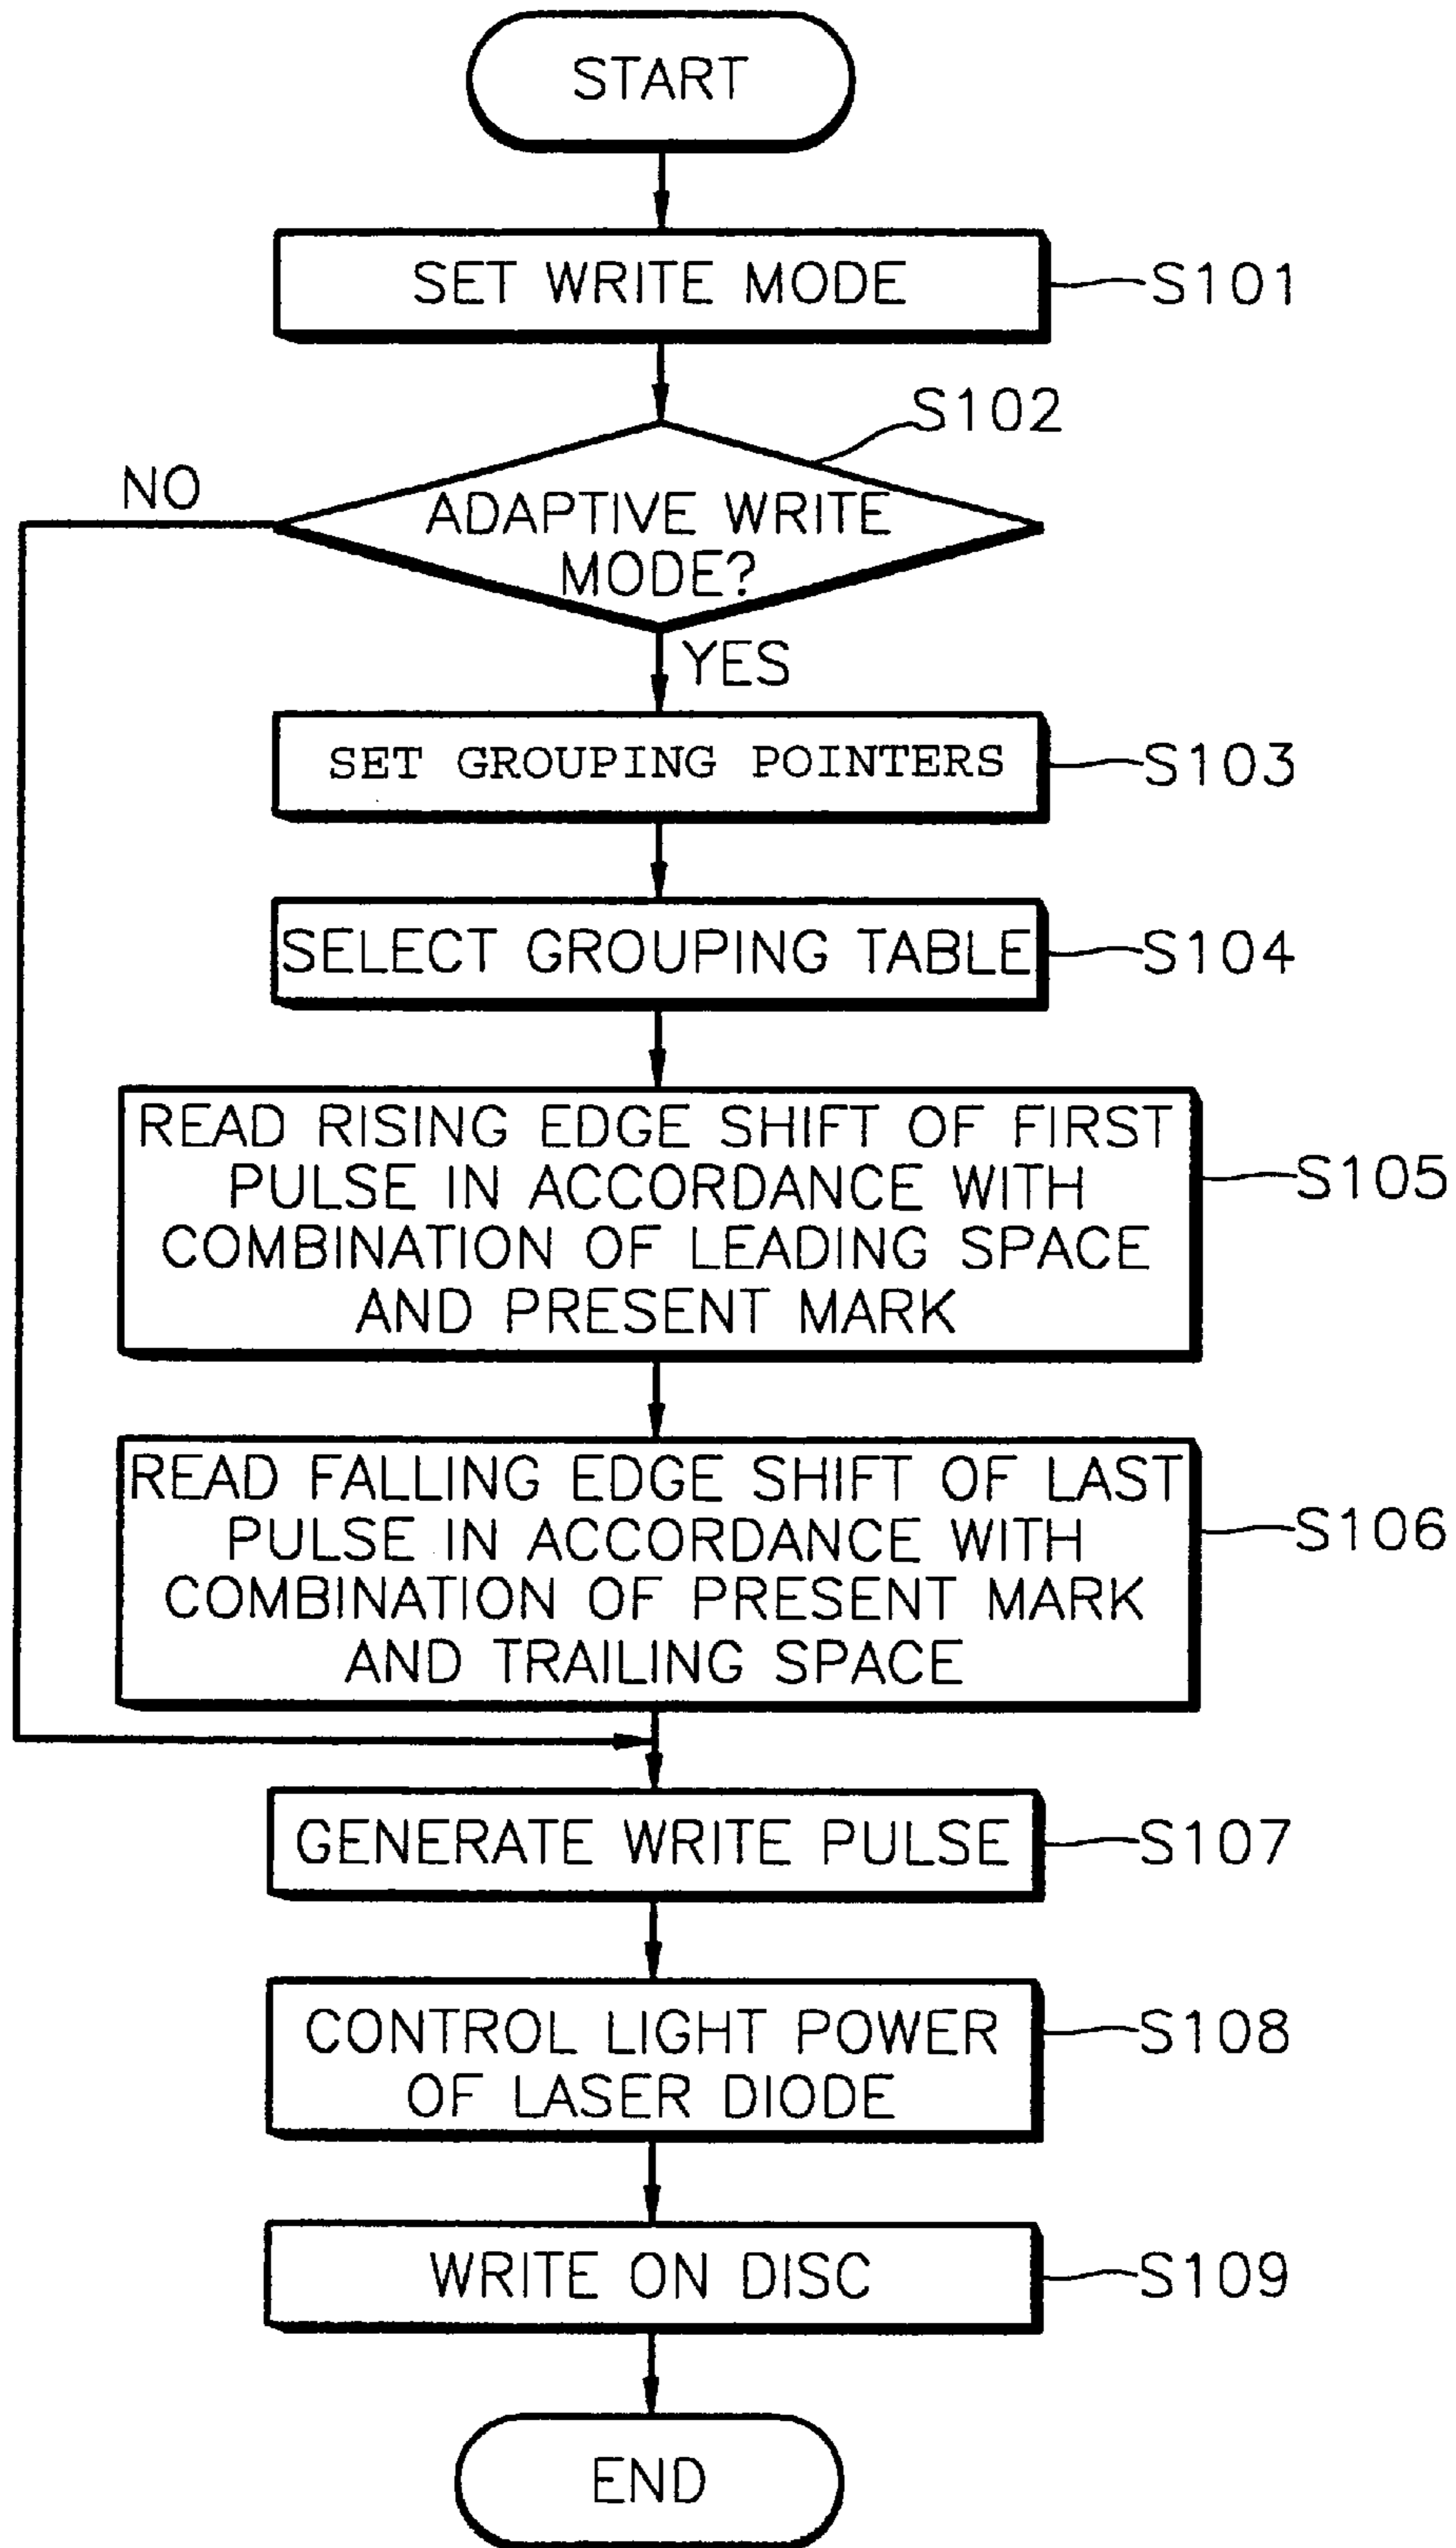 START
SET WRITE MODE
S101
S102
NO
ADAPTIVE WRITE
MODE?
YES
SET GROUPING POINTERS
S103
SELECT GROUPING TABLE
S104
READ RISING EDGE SHIFT OF FIRST
PULSE IN ACCORDANCE WITH
COMBINATION OF LEADING SPACE
AND PRESENT MARK
S105
READ FALLING EDGE SHIFT OF LAST
PULSE IN ACCORDANCE WITH
COMBINATION OF PRESENT MARK
AND TRAILING SPACE
S106
GENERATE WRITE PULSE
S107
CONTROL LIGHT POWER
OF LASER DIODE
S108
WRITE ON DISC
S109
END